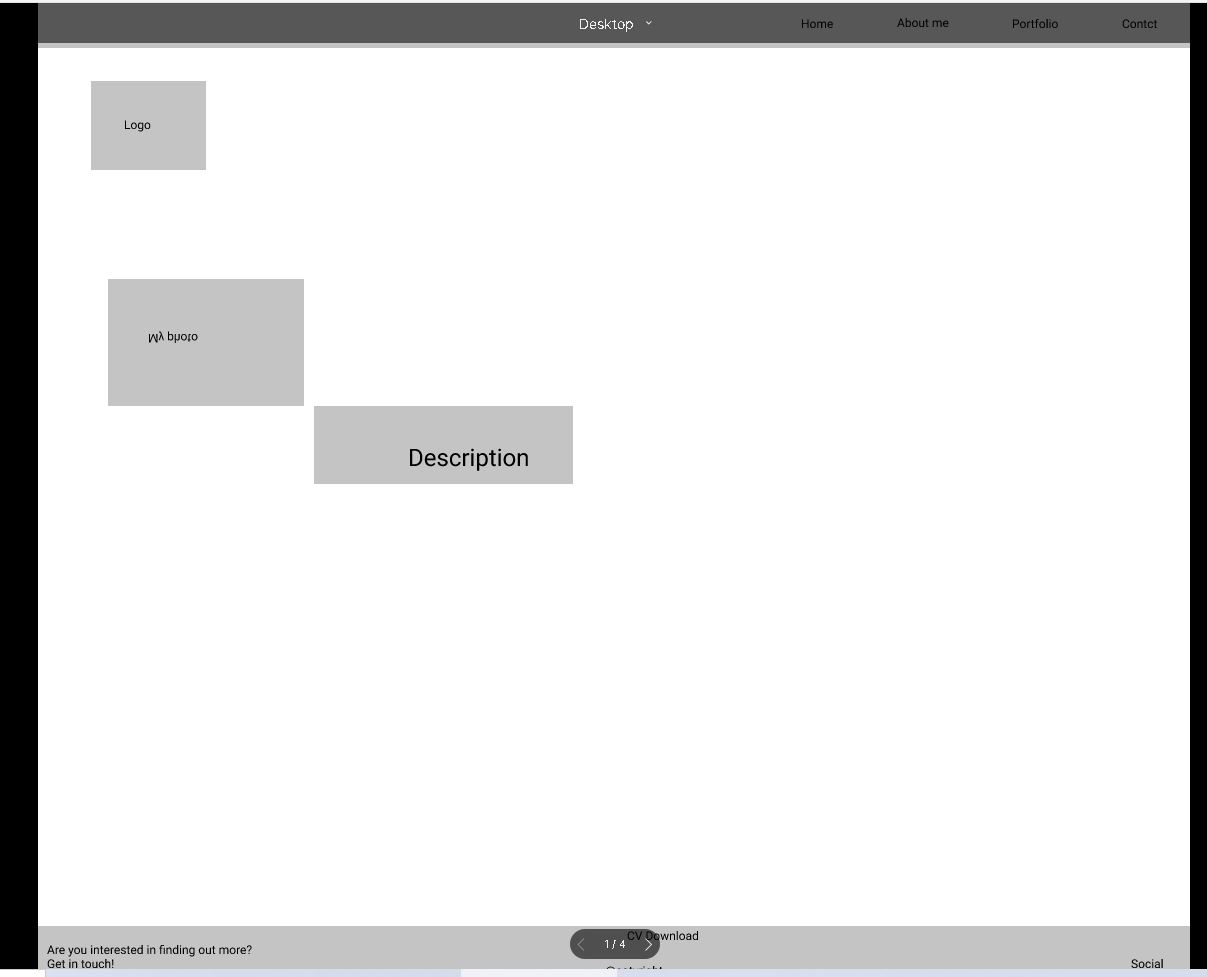 Desktop
Home
About me
Portfolio
Contct
Logo
My photo
Description
CV Download
1 / 4
Are you interested in finding out more?
Get in touch!
©copyright
Social